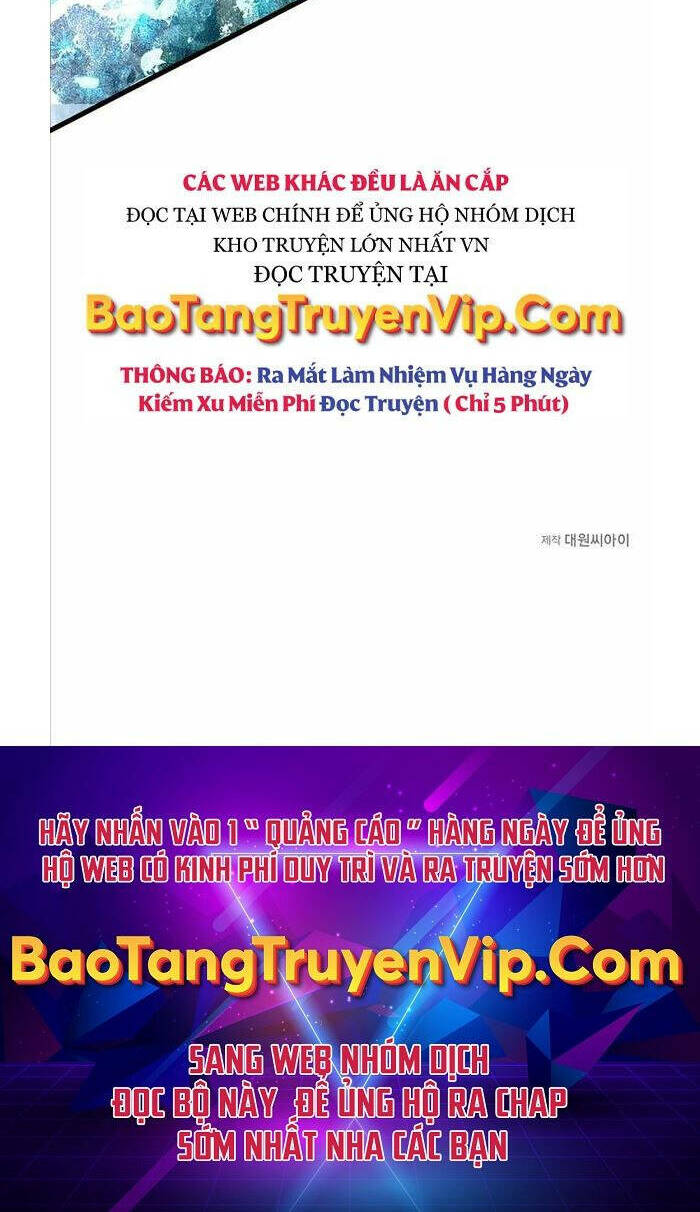 CÁC WEB KHÁC ĐỀU LÀ ĂN CẮP
ĐỌC TẠI WEB CHÍNH ĐỂ ỦNG HỘ NHÓM DỊCH
KHO TRUYỆN LỚN NHẤT VN
ĐỌC TRUYỆN TẠI
BaoTangTruyenVip.Com
THÔNG BÁO: Ra Mắt Làm Nhiệm Vụ Hàng Ngày
Kiếm Xu Miễn Phí Đọc Truyện ( Chỉ 5 Phút)
제작 대원씨아이
HÃY NHẤN VÀO 1 “ QUẢNG CÁO ” HÀNG NGÀY ĐỂ ỦNG
HỘ WEB CÓ KINH PHÍ DUY TRÌ VÀ RA TRUYỆN SỚM HƠN
BaoTangTruyenVip.Com
SANG WEB NHÓM DỊCH
ĐỌC BỘ NÀY ĐỂ ỦNG HỘ RA CHAP
SỚM NHẤT NHA CÁC BẠN